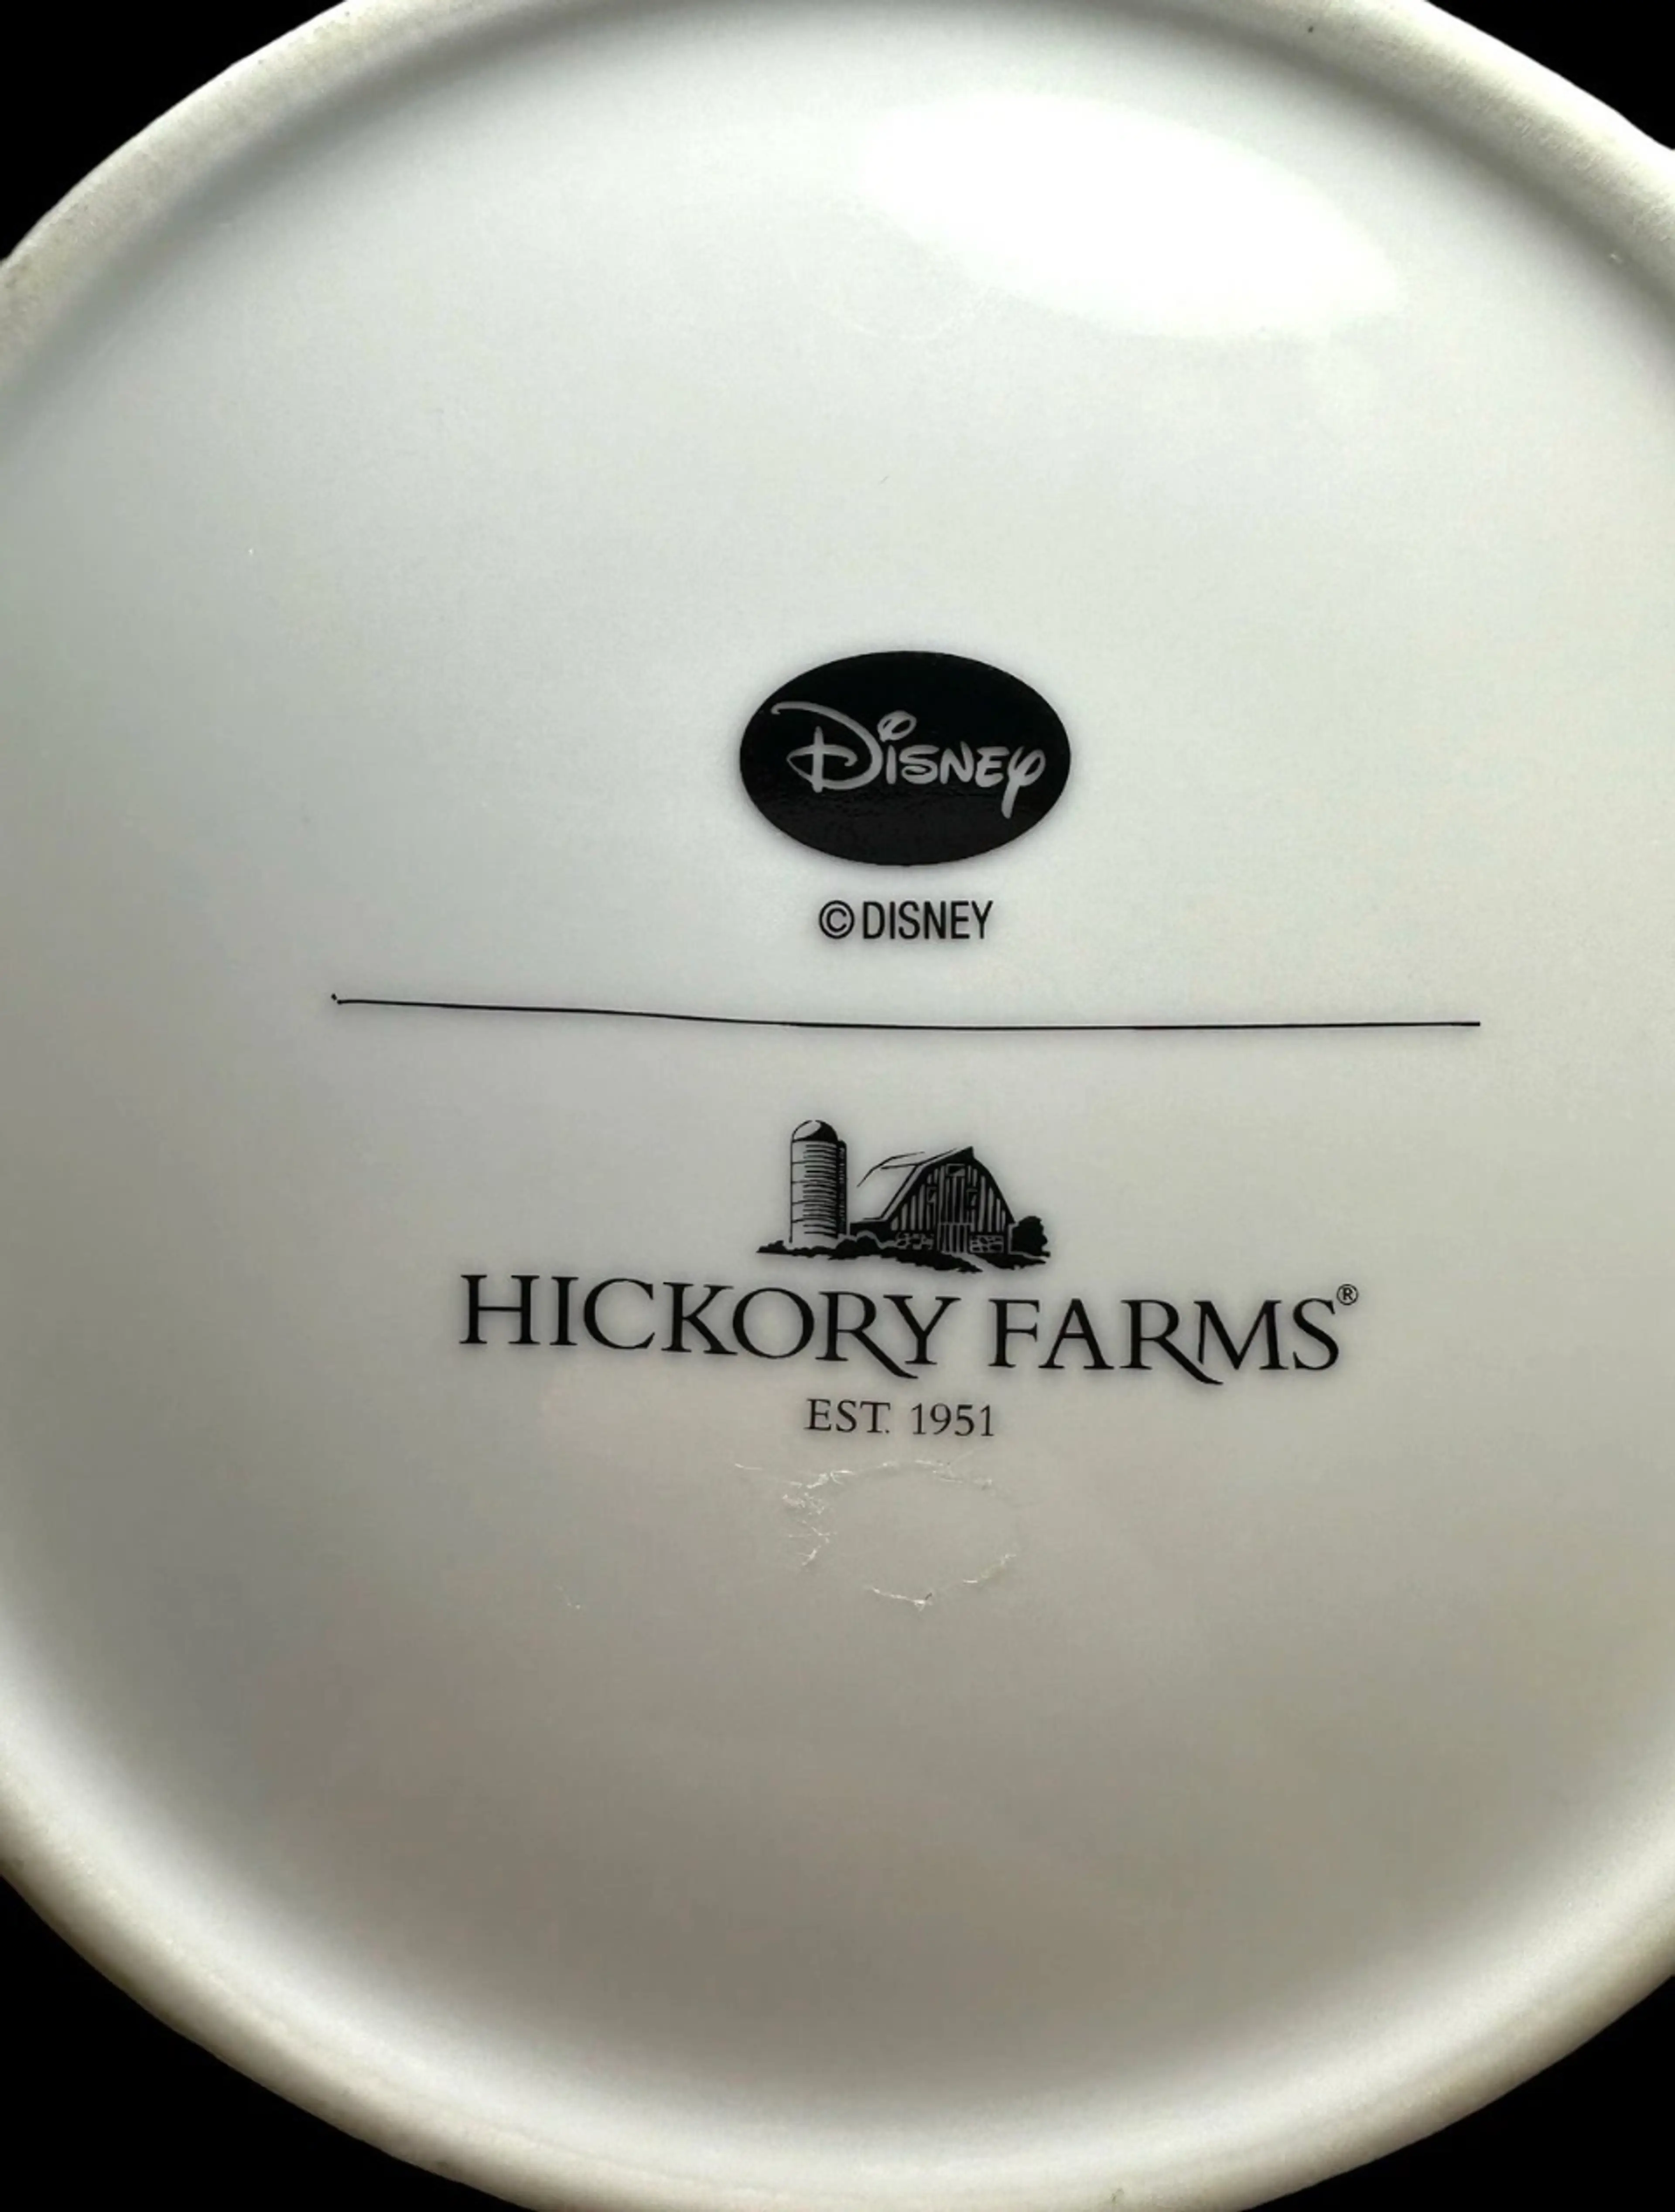 Disney
©DISNEY
HICKORY FARMS®
EST. 1951